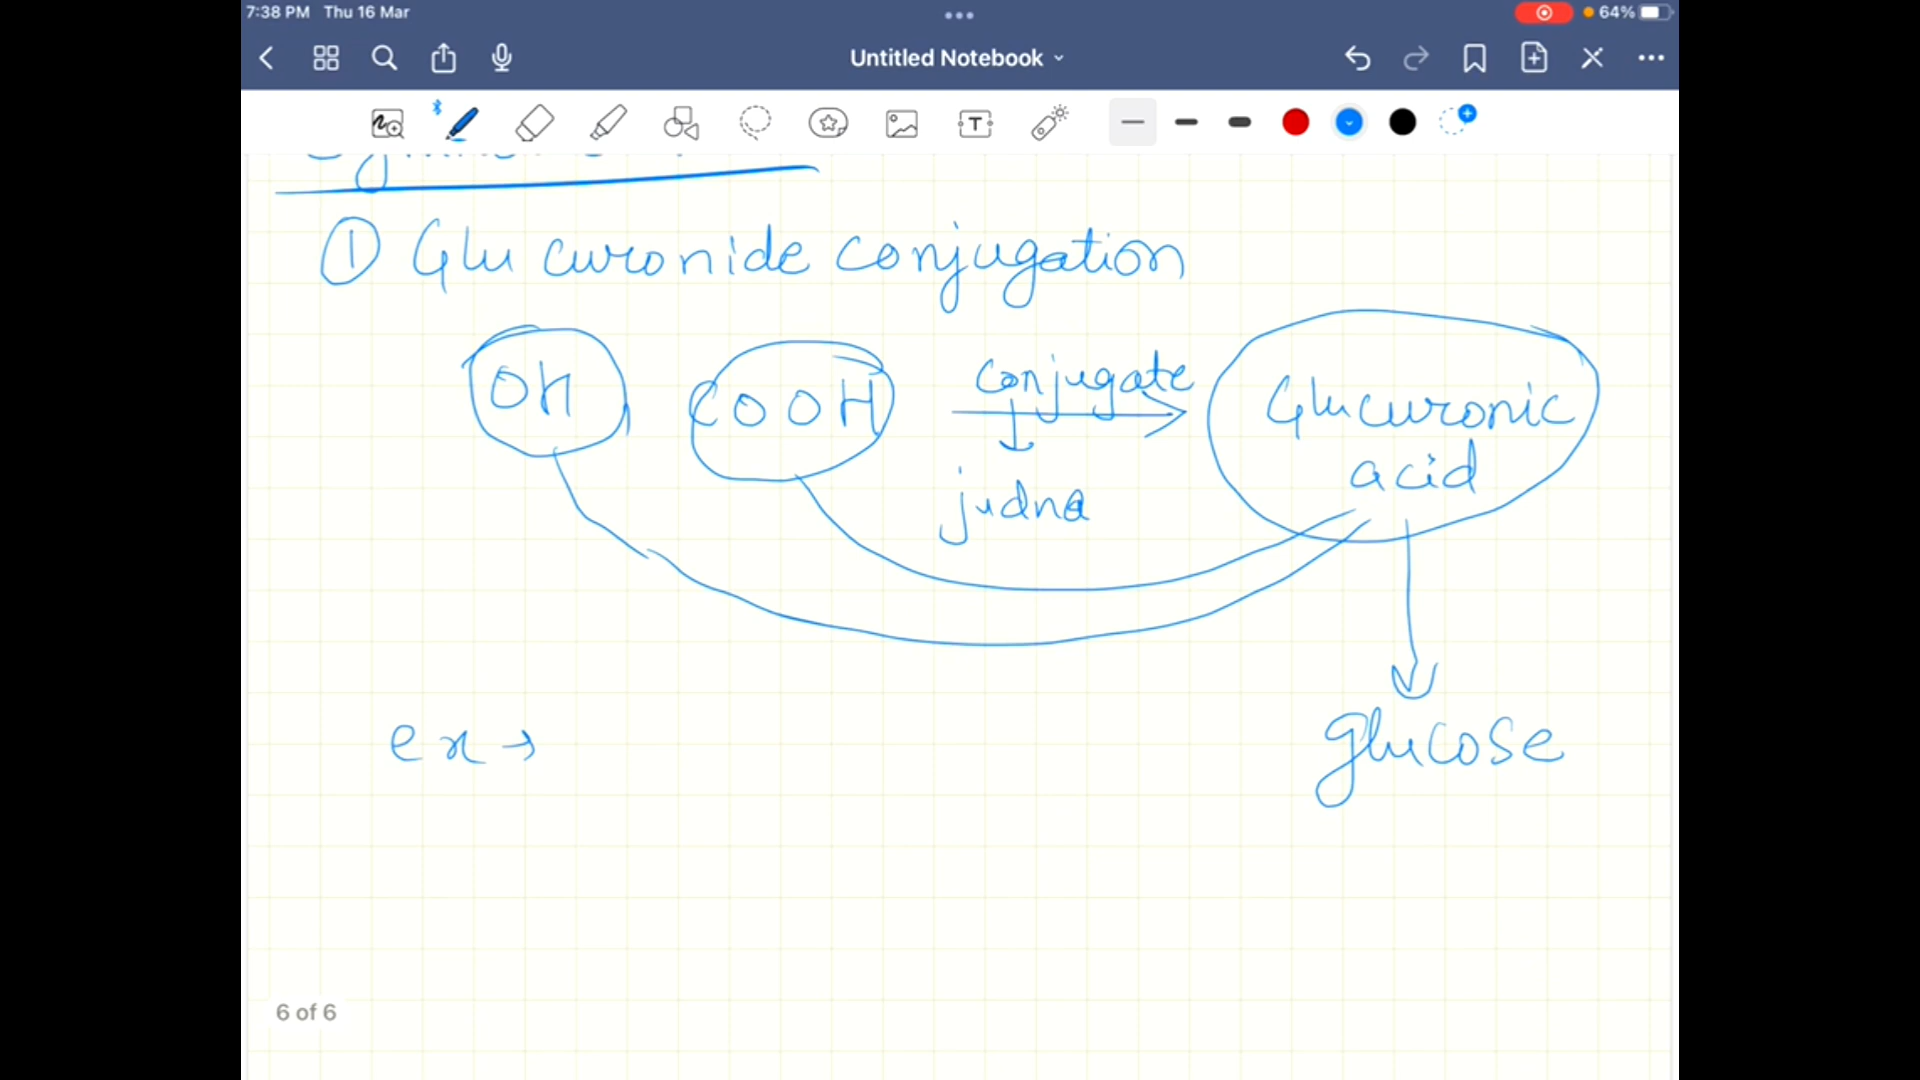 7:38 PM Thu 16 Mar
64%
Untitled Notebook
T
① Glucuronide conjugation
OH COOH conjugate Glucuronic
acid
judna
ex → glucose
6 of 6